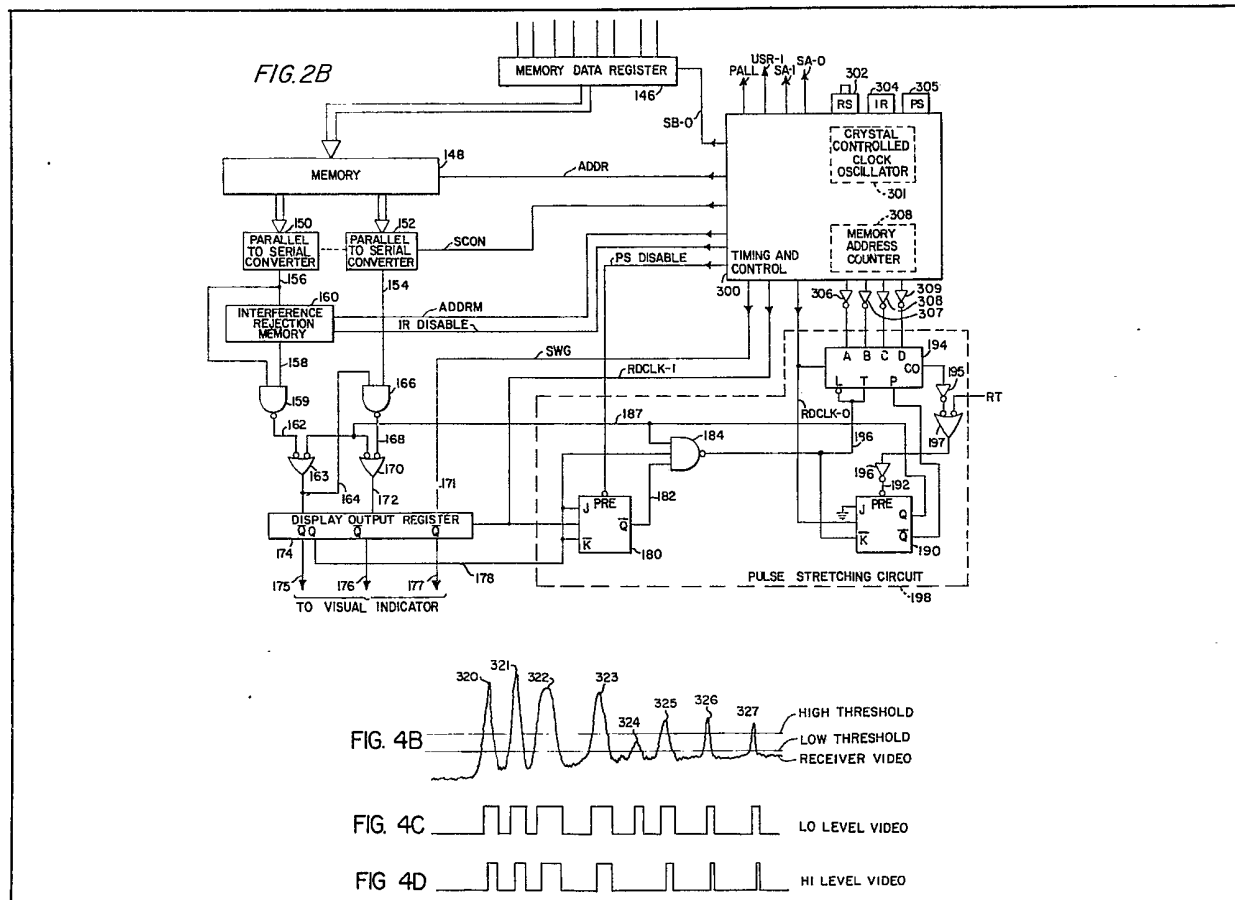 FIG. 2B
MEMORY DATA REGISTER
146
SB-0
PALL
USR-1
SA-1
SA-0
302
304
305
RS
IR
PS
CRYSTAL
CONTROLLED
CLOCK
OSCILLATOR
301
308
MEMORY
ADDRESS
COUNTER
TIMING AND
CONTROL
300
148
MEMORY
ADDR
150
PARALLEL
TO SERIAL
CONVERTER
152
PARALLEL
TO SERIAL
CONVERTER
SCON
PS DISABLE
156
154
160
INTERFERENCE
REJECTION
MEMORY
ADDRM
IR DISABLE
158
SWG
RDCLK-1
306
309
308
307
A B C D
194
CO
L T P
195
RT
197
RDCLK-0
186
196
192
159
166
162
168
187
184
163
170
164
172
171
182
PRE
J
K
Q
180
PRE
J
K
Q
Q
190
DISPLAY OUTPUT REGISTER
Q Q Q Q
174
175
176
177
178
TO VISUAL INDICATOR
PULSE STRETCHING CIRCUIT
198
320
321
322
323
324
325
326
327
HIGH THRESHOLD
FIG. 4B
LOW THRESHOLD
RECEIVER VIDEO
FIG. 4C
LO LEVEL VIDEO
FIG 4D
HI LEVEL VIDEO